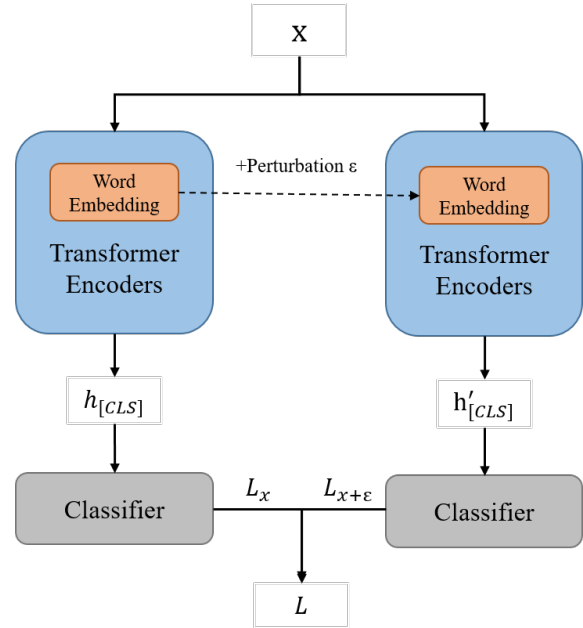 x
+Perturbation ε
Word
Embedding
Word
Embedding
Transformer
Encoders
Transformer
Encoders
h[CLS]
h′[CLS]
Classifier
Lx
Lx+ε
Classifier
L